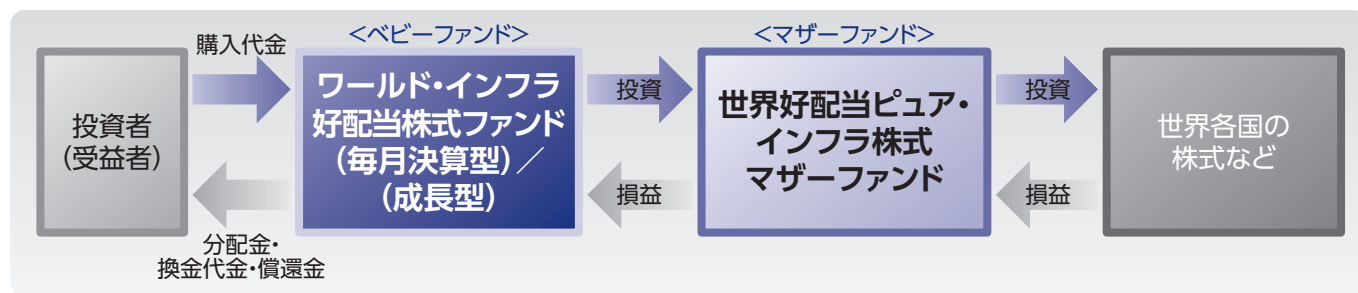 投資者
(受益者)
購入代金
分配金・
換金代金・償還金
<ベビーファンド>
ワールド・インフラ
好配当株式ファンド
(毎月決算型)／
(成長型)
投資
損益
<マザーファンド>
世界好配当ピュア・
インフラ株式
マザーファンド
投資
損益
世界各国の
株式など